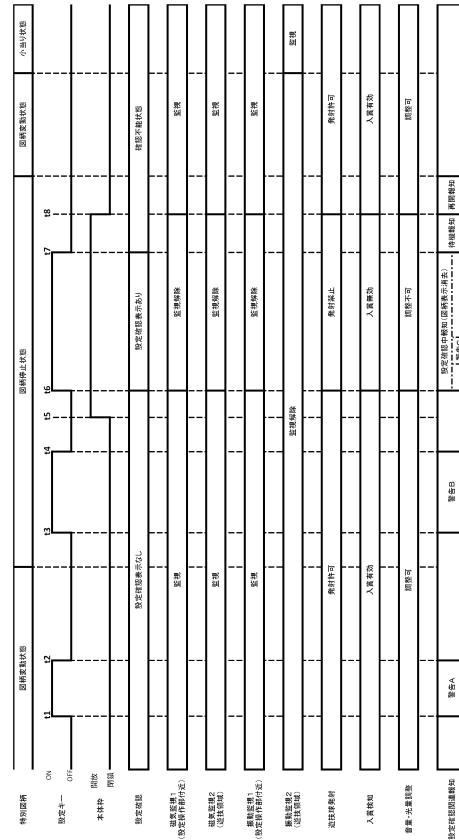 特別図柄
図柄変動状態
図柄停止状態
図柄変動状態
小当り状態
設定キー
ON
OFF
t1
t2
t3
t4
t5
t6
t7
t8
本体枠
開放
閉鎖
設定確認
設定確認表示なし
設定確認表示あり
確認不能状態
磁気監視1
(設定操作部付近)
監視
監視解除
監視
磁気監視2
(遊技領域)
監視
監視解除
監視
振動監視1
(設定操作部付近)
監視
監視解除
監視
振動監視2
(遊技領域)
監視解除
監視
遊技球発射
発射許可
発射禁止
発射許可
入賞検知
入賞有効
入賞無効
入賞有効
音量・光量調整
調整可
調整不可
調整可
設定確認関連報知
警告A
警告B
設定確認中報知(図柄表示消去)
待機報知
再開報知